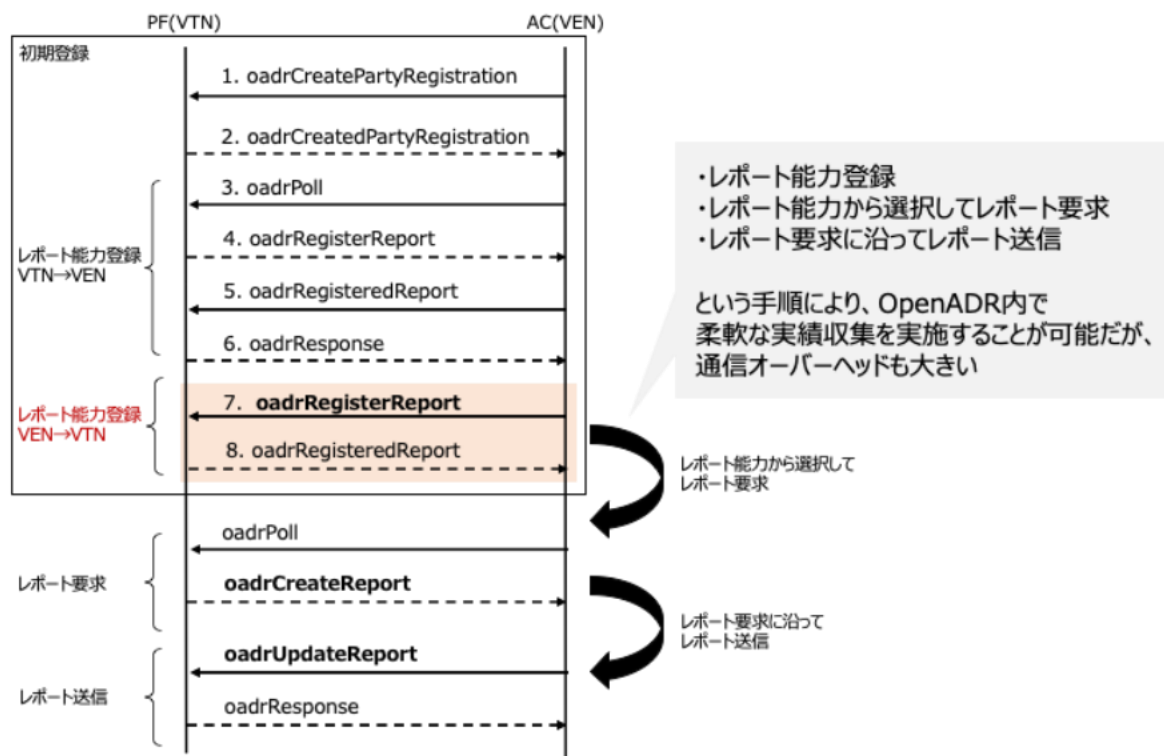 PF(VTN)
AC(VEN)
初期登録
1. oadrCreatePartyRegistration
2. oadrCreatedPartyRegistration
3. oadrPoll
4. oadrRegisterReport
レポート能力登録
VTN→VEN
5. oadrRegisteredReport
6. oadrResponse
7. oadrRegisterReport
レポート能力登録
VEN→VTN
8. oadrRegisteredReport
・レポート能力登録
・レポート能力から選択してレポート要求
・レポート要求に沿ってレポート送信
という手順により、OpenADR内で
柔軟な実績収集を実施することが可能だが、
通信オーバーヘッドも大きい
レポート能力から選択して
レポート要求
oadrPoll
レポート要求
oadrCreateReport
レポート要求に沿って
レポート送信
oadrUpdateReport
レポート送信
oadrResponse